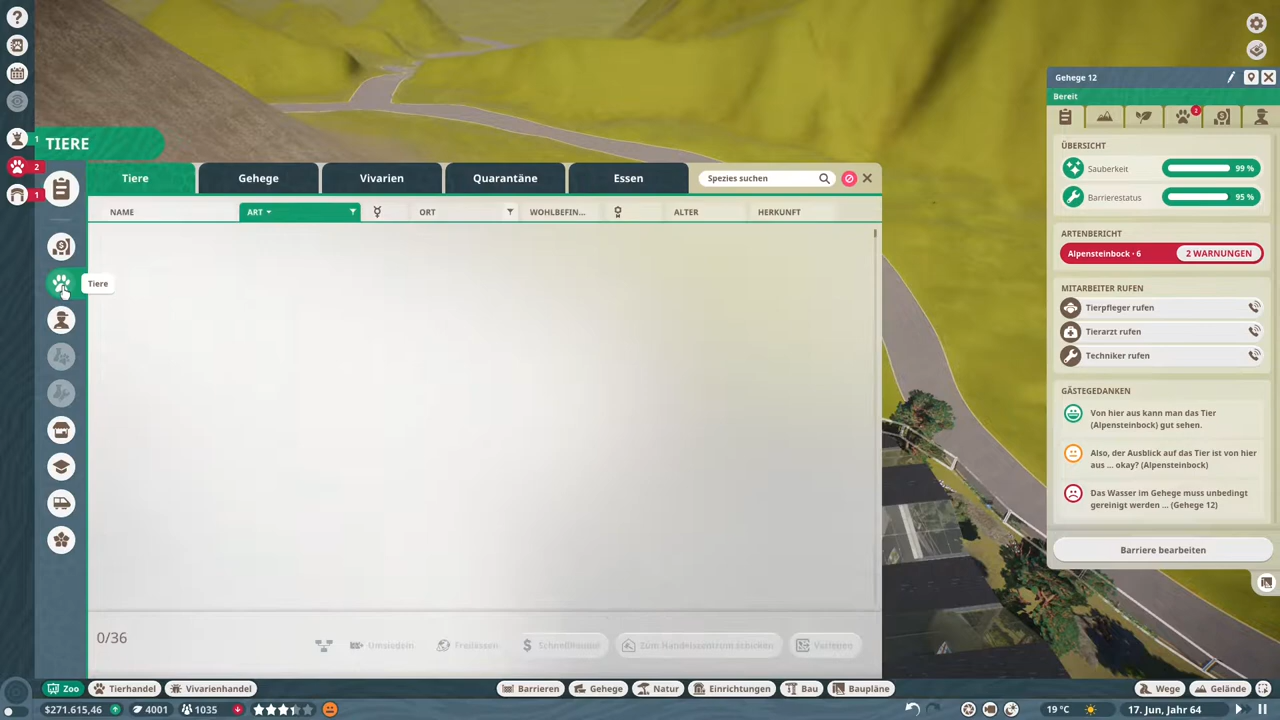 TIERE
1
2
1
Tiere
Tiere
Gehege
Vivarien
Quarantäne
Essen
Spezies suchen
NAME
ART
ORT
WOHLBEFIN...
ALTER
HERKUNFT
0/36
Umsiedeln
Freilassen
Schnellhandel
Zum Handelszentrum schicken
Gehege 12
Bereit
ÜBERSICHT
Sauberkeit 99 %
Barrierestatus 95 %
ARTENBERICHT
Alpensteinbock · 6 2 WARNUNGEN
MITARBEITER RUFEN
Tierpfleger rufen
Tierarzt rufen
Techniker rufen
GÄSTEGEDANKEN
Von hier aus kann man das Tier
(Alpensteinbock) gut sehen.
Also, der Ausblick auf das Tier ist von hier
aus ... okay? (Alpensteinbock)
Das Wasser im Gehege muss unbedingt
gereinigt werden ... (Gehege 12)
Barriere bearbeiten
Zoo
Tierhandel
Vivarienhandel
Barrieren
Gehege
Natur
Einrichtungen
Bau
Baupläne
Wege
Gelände
$271.615,46
4001
1035
19 °C
17. Jun, Jahr 64